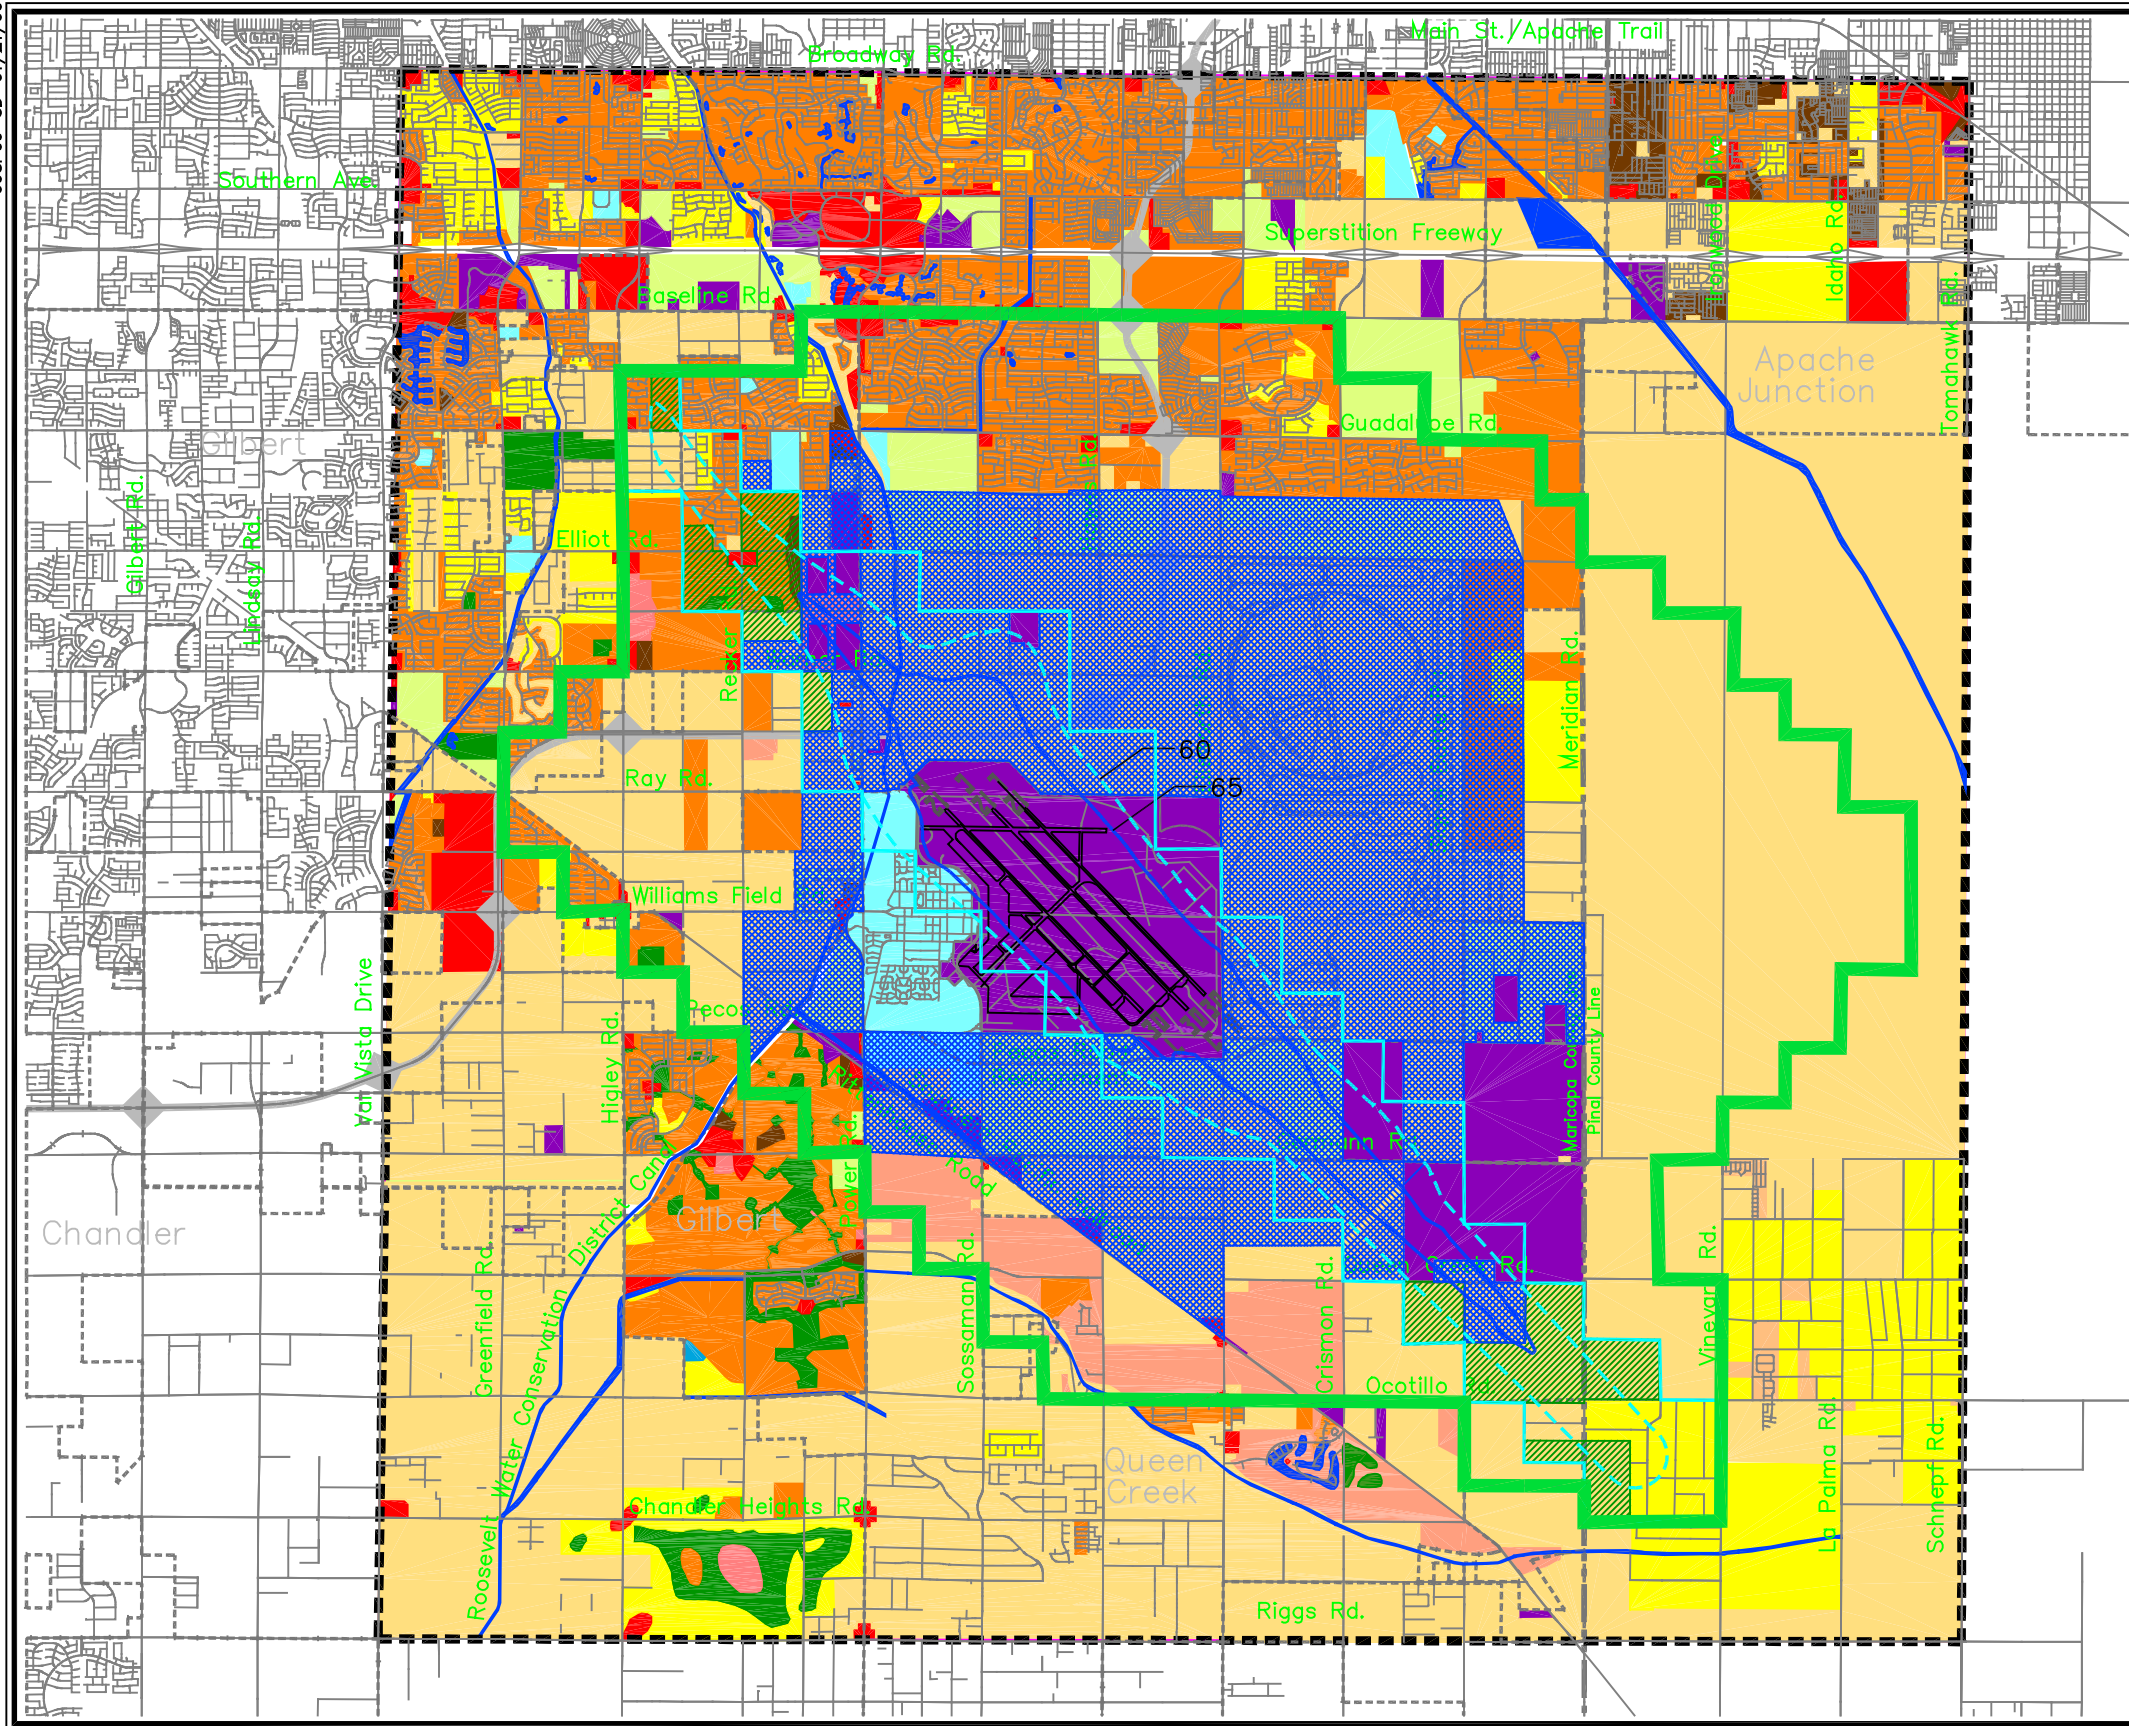 Main St./Apache Trail
Broadway Rd.
Southern Ave.
Superstition Freeway
Baseline Rd.
Ironwood Drive
Idaho Rd.
Tomahawk Rd.
Apache
Junction
Guadalupe Rd.
Gilbert
Gilbert Rd.
Lindsay Rd.
Elliot Rd.
Recker
Meridian Rd.
60
65
Ray Rd.
Williams Field
Val Vista Drive
Higley Rd.
Pecos
Maricopa
Pinal County Line
Power Rd.
Road
Chandler
Gilbert
Greenfield Rd.
Roosevelt Water Conservation District Canal
Sossaman Rd.
Crismon Rd.
Vineyard Rd.
Ocotillo Rd.
Queen
Creek
Chandler Heights Rd.
La Palma Rd.
Schnepf Rd.
Riggs Rd.